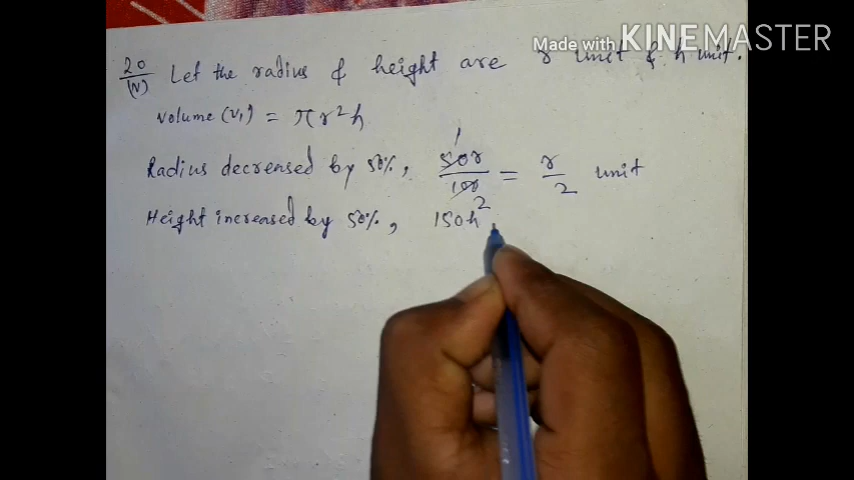 Made with KINEMASTER
20/(iv) Let the radius & height are r unit & h unit.
Volume (V₁) = πr²h
Radius decreased by 50%, 50r/100 = r/2 unit
Height increased by 50%, 150h